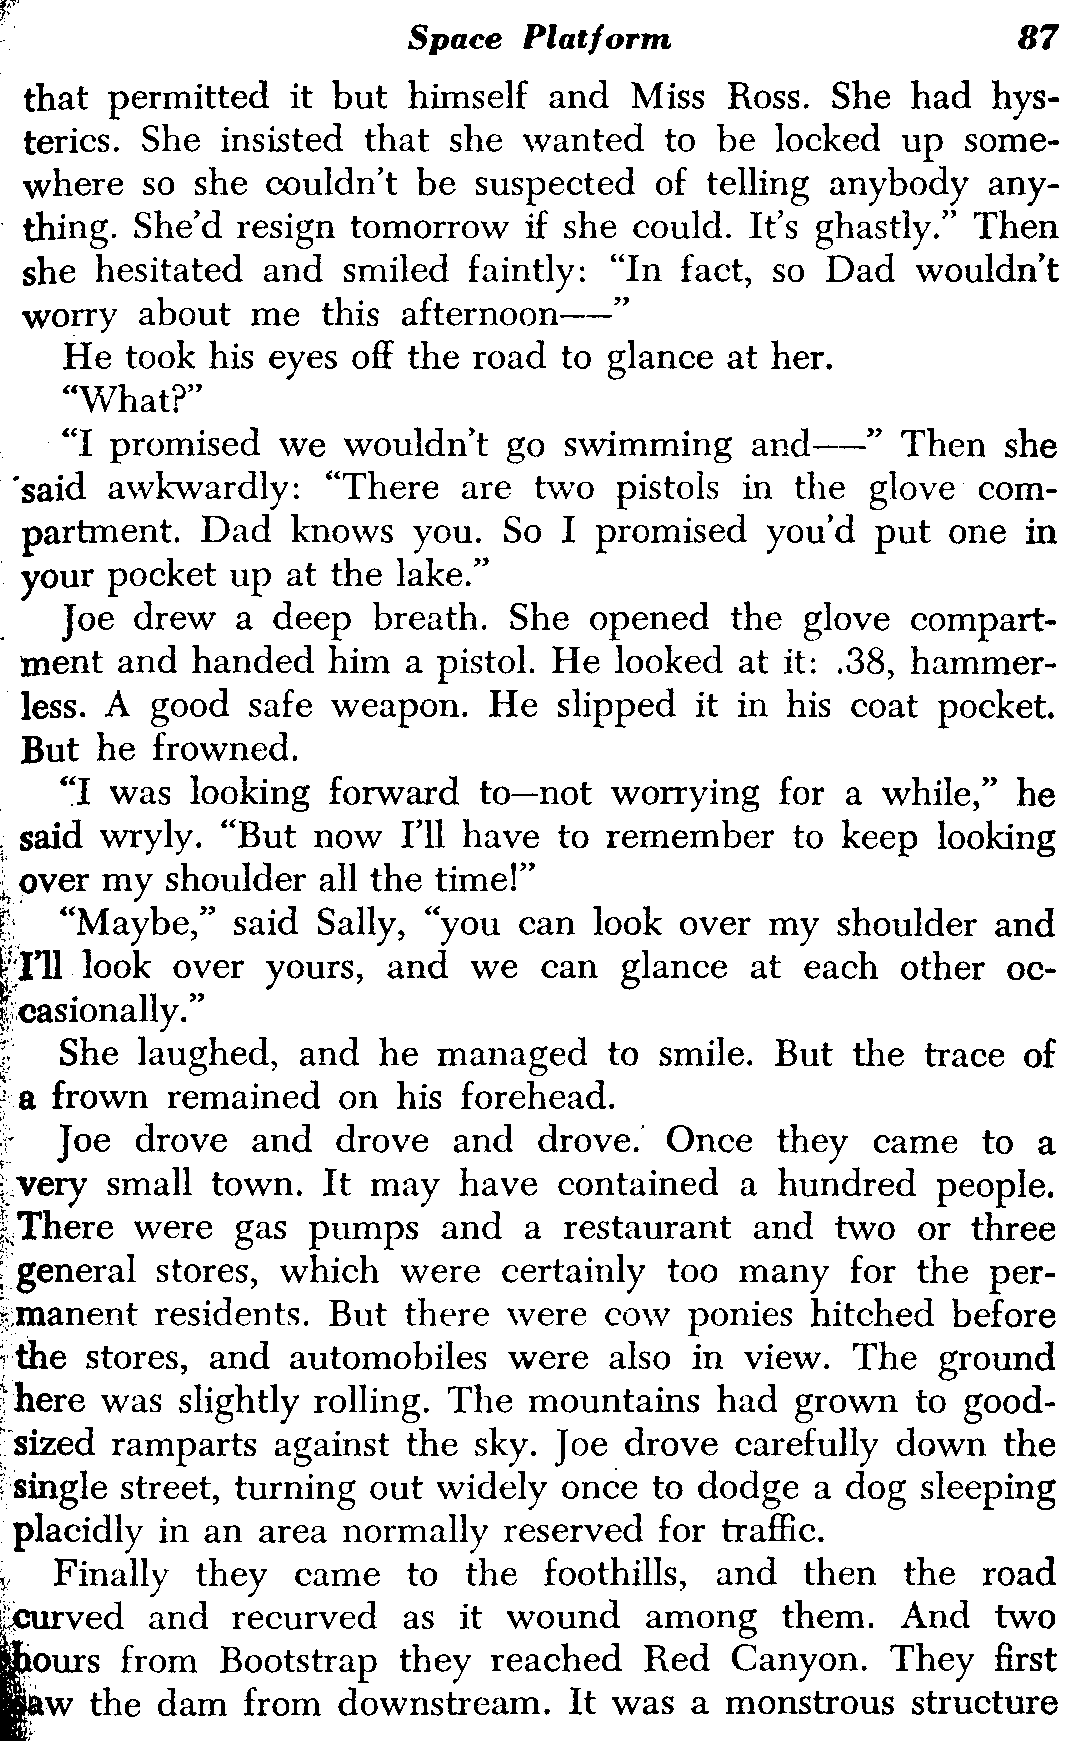 Space Platform 87
that permitted it but himself and Miss Ross. She had hys-
terics. She insisted that she wanted to be locked up some-
where so she couldn't be suspected of telling anybody any-
thing. She'd resign tomorrow if she could. It's ghastly.” Then
she hesitated and smiled faintly: “In fact, so Dad wouldn't
worry about me this afternoon——”
He took his eyes off the road to glance at her.
“What?”
“I promised we wouldn't go swimming and——” Then she
said awkwardly: “There are two pistols in the glove com-
partment. Dad knows you. So I promised you'd put one in
your pocket up at the lake.”
Joe drew a deep breath. She opened the glove compart-
ment and handed him a pistol. He looked at it: .38, hammer-
less. A good safe weapon. He slipped it in his coat pocket.
But he frowned.
“I was looking forward to—not worrying for a while,” he
said wryly. “But now I'll have to remember to keep looking
over my shoulder all the time!”
“Maybe,” said Sally, “you can look over my shoulder and
I'll look over yours, and we can glance at each other oc-
casionally.”
She laughed, and he managed to smile. But the trace of
a frown remained on his forehead.
Joe drove and drove and drove. Once they came to a
very small town. It may have contained a hundred people.
There were gas pumps and a restaurant and two or three
general stores, which were certainly too many for the per-
manent residents. But there were cow ponies hitched before
the stores, and automobiles were also in view. The ground
here was slightly rolling. The mountains had grown to good-
sized ramparts against the sky. Joe drove carefully down the
single street, turning out widely once to dodge a dog sleeping
placidly in an area normally reserved for traffic.
Finally they came to the foothills, and then the road
curved and recurved as it wound among them. And two
hours from Bootstrap they reached Red Canyon. They first
saw the dam from downstream. It was a monstrous structure